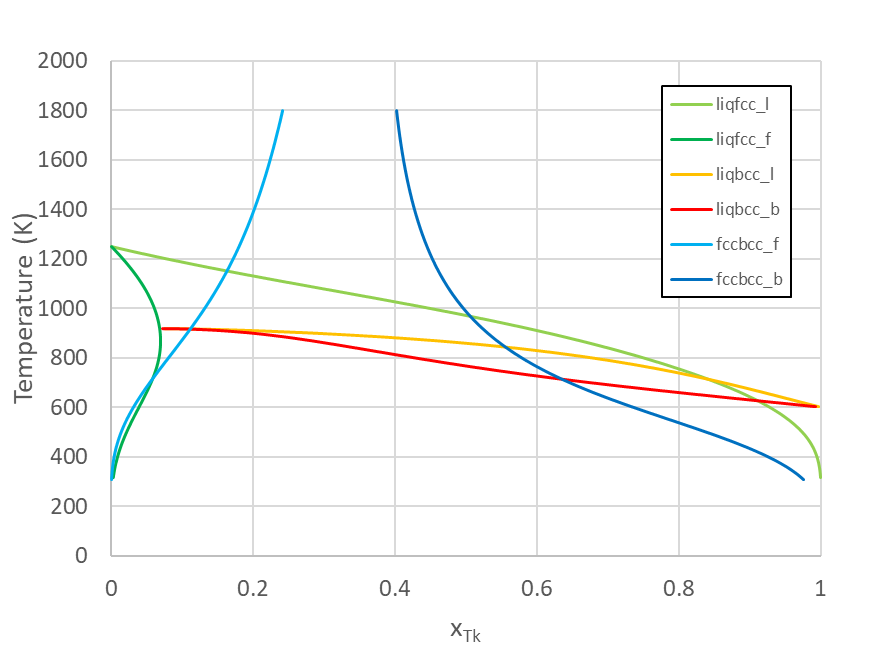 2000
1800
1600
1400
1200
1000
800
600
400
200
0
Temperature (K)
0 0.2 0.4 0.6 0.8 1
xTk
liqfcc_l
liqfcc_f
liqbcc_l
liqbcc_b
fccbcc_f
fccbcc_b